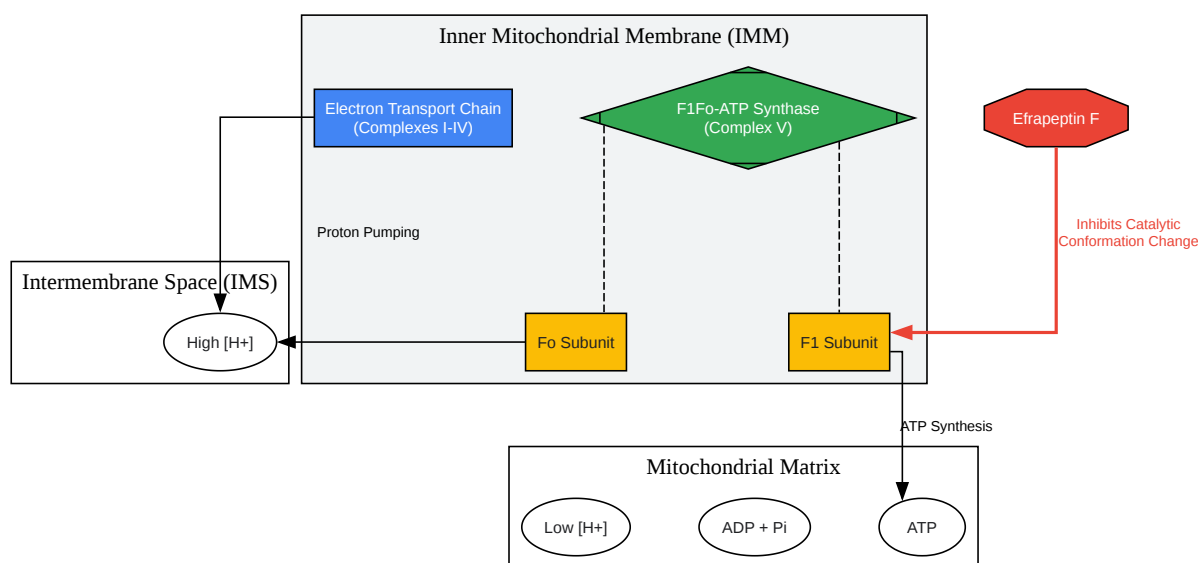 Inner Mitochondrial Membrane (IMM)
Electron Transport Chain
(Complexes I-IV)
F1Fo-ATP Synthase
(Complex V)
Efrapeptin F
Inhibits Catalytic
Conformation Change
Proton Pumping
Intermembrane Space (IMS)
High [H+]
Fo Subunit
F1 Subunit
ATP Synthesis
Mitochondrial Matrix
Low [H+]
ADP + Pi
ATP